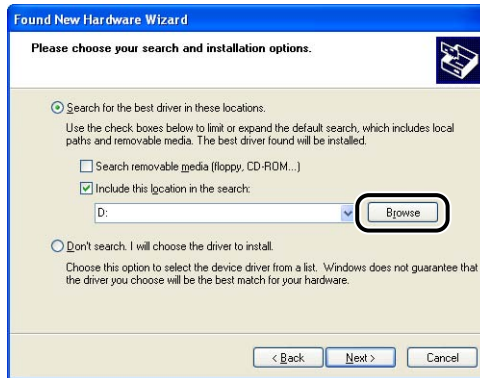 Found New Hardware Wizard
Please choose your search and installation options.
Search for the best driver in these locations.
Use the check boxes below to limit or expand the default search, which includes local
paths and removable media. The best driver found will be installed.
Search removable media (floppy, CD-ROM...)
Include this location in the search:
D:
Browse
Don't search. I will choose the driver to install.
Choose this option to select the device driver from a list. Windows does not guarantee that
the driver you choose will be the best match for your hardware.
< Back
Next >
Cancel